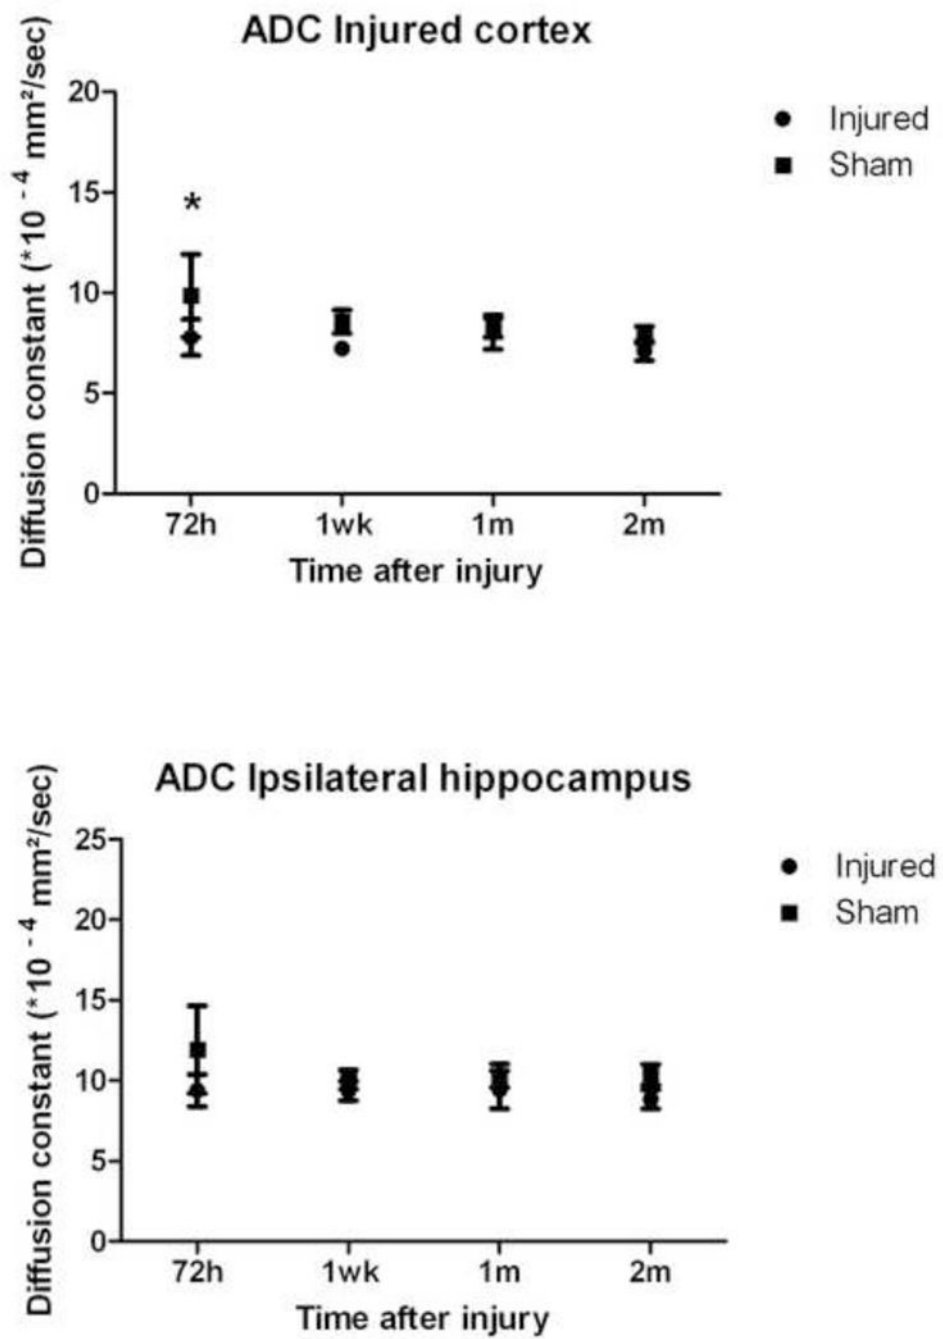 ADC Injured cortex
Diffusion constant (*10 ⁻⁴ mm²/sec)
20
15
10
5
0
*
72h 1wk 1m 2m
Time after injury
Injured
Sham
ADC Ipsilateral hippocampus
Diffusion constant (*10 ⁻⁴ mm²/sec)
25
20
15
10
5
0
72h 1wk 1m 2m
Time after injury
Injured
Sham